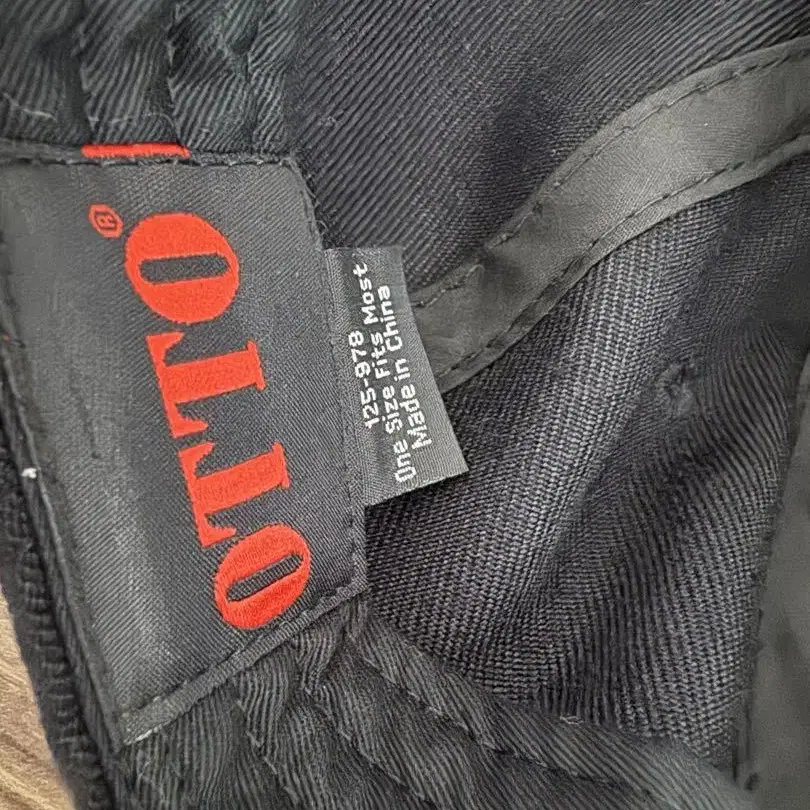 OTTO®
125-978
One Size Fits Most
Made in China